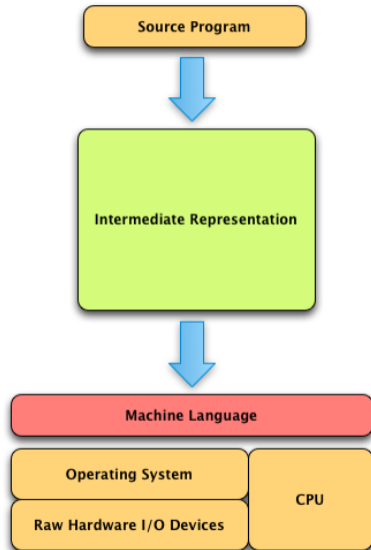 Source Program
Intermediate Representation
Machine Language
Operating System
CPU
Raw Hardware I/O Devices